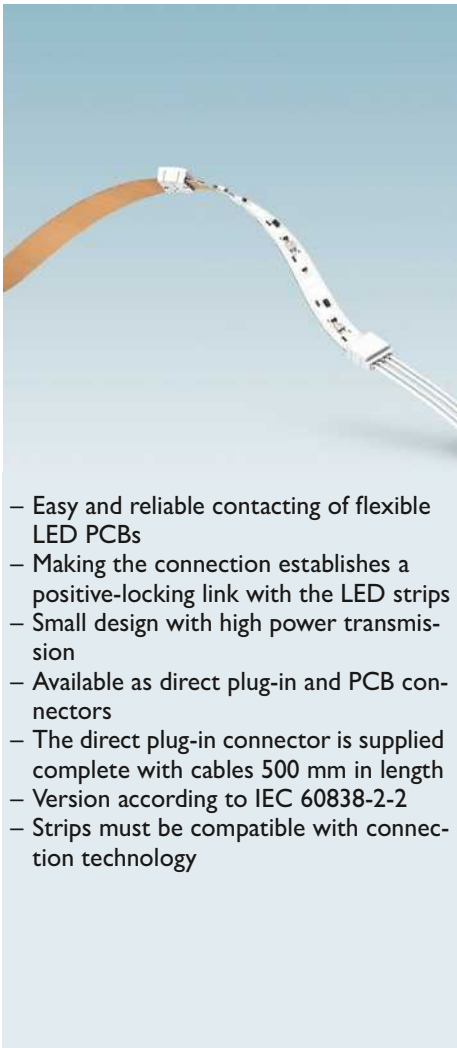 – Easy and reliable contacting of flexible
LED PCBs
– Making the connection establishes a
positive-locking link with the LED strips
– Small design with high power transmis-
sion
– Available as direct plug-in and PCB con-
nectors
– The direct plug-in connector is supplied
complete with cables 500 mm in length
– Version according to IEC 60838-2-2
– Strips must be compatible with connec-
tion technology